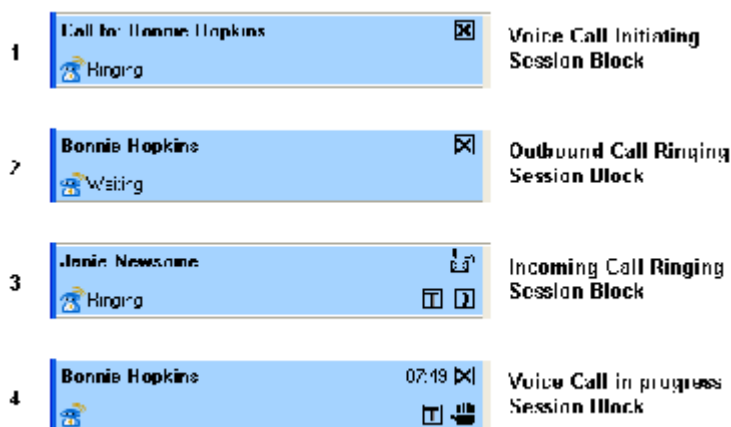 1
Call for Bonnie Hopkins
Ringing
Voice Call Initiating
Session Block
2
Bonnie Hopkins
Waiting
Outbound Call Ringing
Session Block
3
Janie Newsome
Ringing
T
Incoming Call Ringing
Session Block
4
Bonnie Hopkins
07:49
T
Voice Call in progress
Session Block